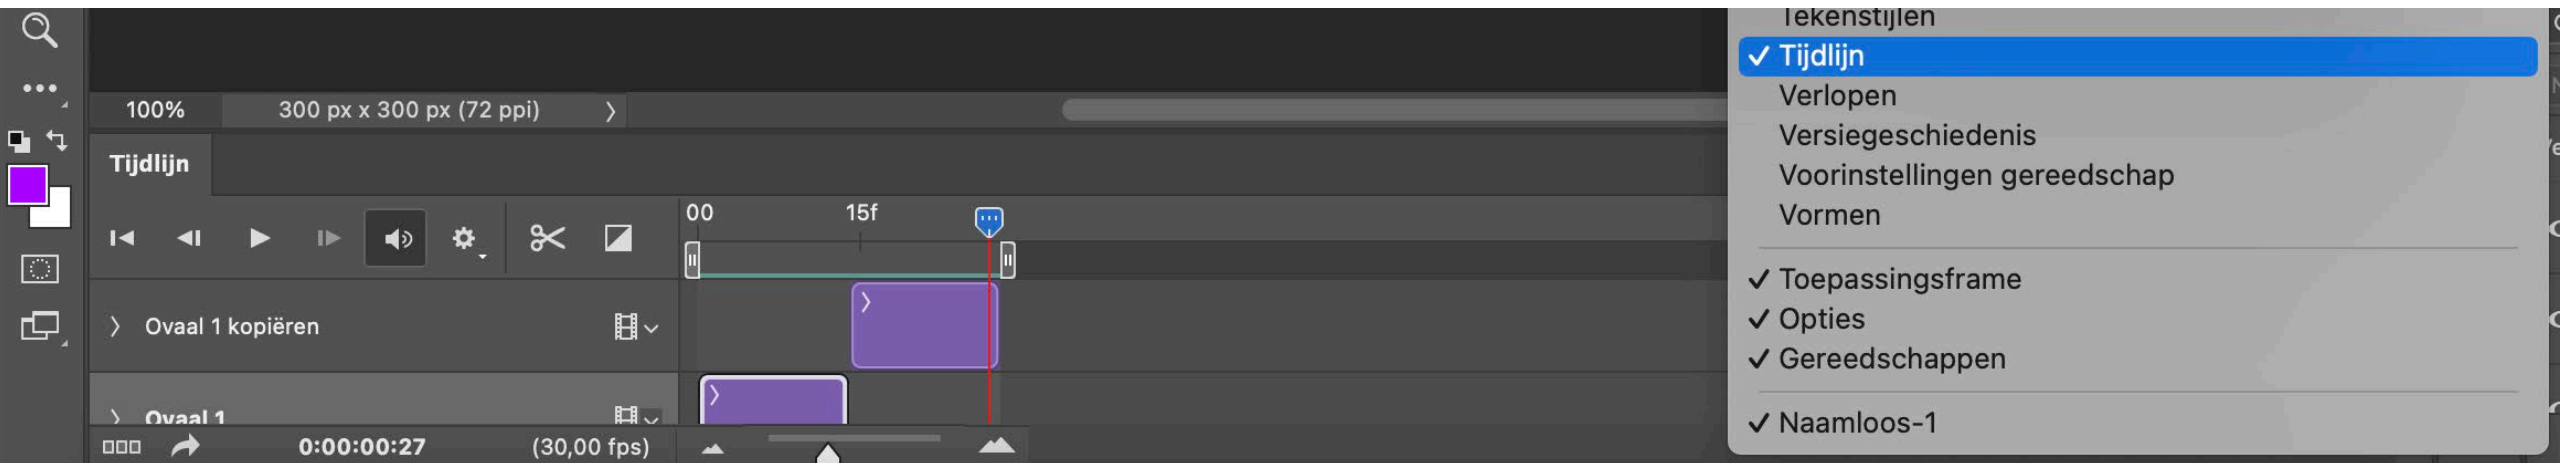 Tekenstijlen
Tijdlijn
Verlopen
Versiegeschiedenis
Voorinstellingen gereedschap
Vormen
Toepassingsframe
Opties
Gereedschappen
Naamloos-1
100%
300 px x 300 px (72 ppi)
Tijdlijn
00
15f
Ovaal 1 kopiëren
Ovaal 1
0:00:00:27
(30,00 fps)